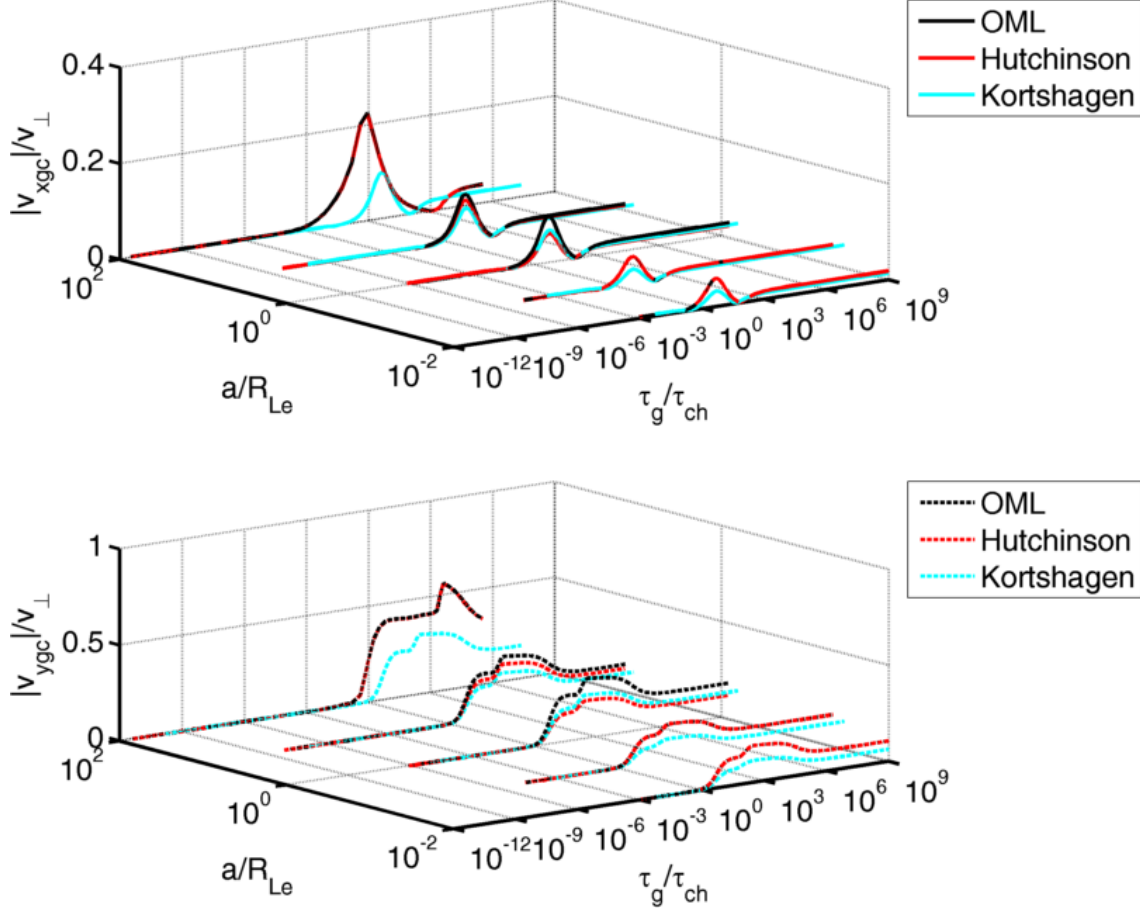 OML
Hutchinson
Kortshagen
|v_xgc|/v_⊥
0.4
0.2
0
10^2
10^0
10^-2
a/R_Le
10^-12
10^-9
10^-6
10^-3
10^0
10^3
10^6
10^9
τ_g/τ_ch
OML
Hutchinson
Kortshagen
|v_ygc|/v_⊥
1
0.5
0
10^2
10^0
10^-2
a/R_Le
10^-12
10^-9
10^-6
10^-3
10^0
10^3
10^6
10^9
τ_g/τ_ch